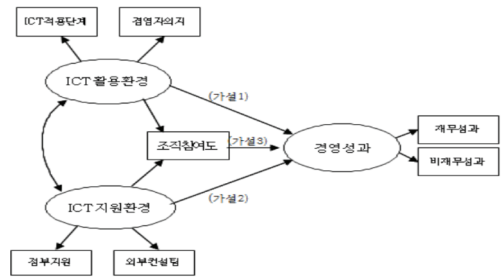 ICT적용단계
경영자의지
ICT활용환경
(가설1)
조직참여도
(가설3)
경영성과
재무성과
비재무성과
(가설2)
ICT지원환경
정부지원
외부컨설팅